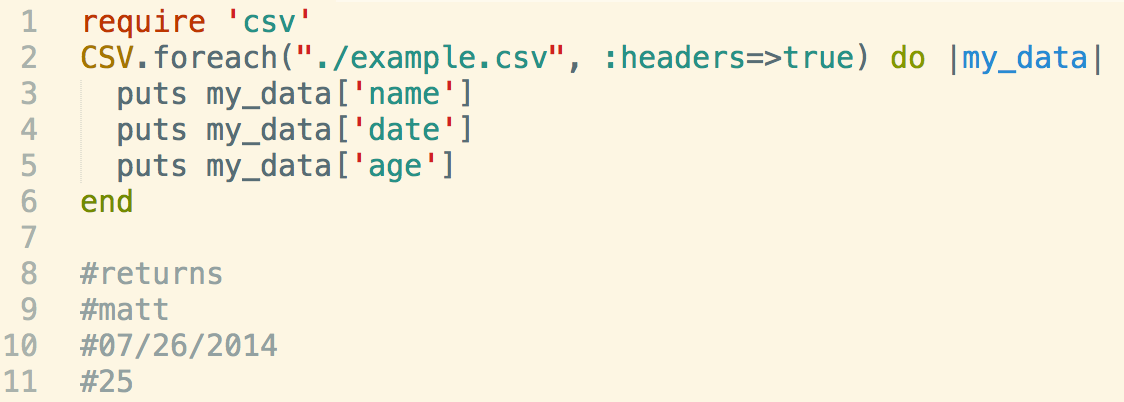 1 require 'csv'
2 CSV.foreach("./example.csv", :headers=>true) do |my_data|
3   puts my_data['name']
4   puts my_data['date']
5   puts my_data['age']
6 end
7
8 #returns
9 #matt
10 #07/26/2014
11 #25